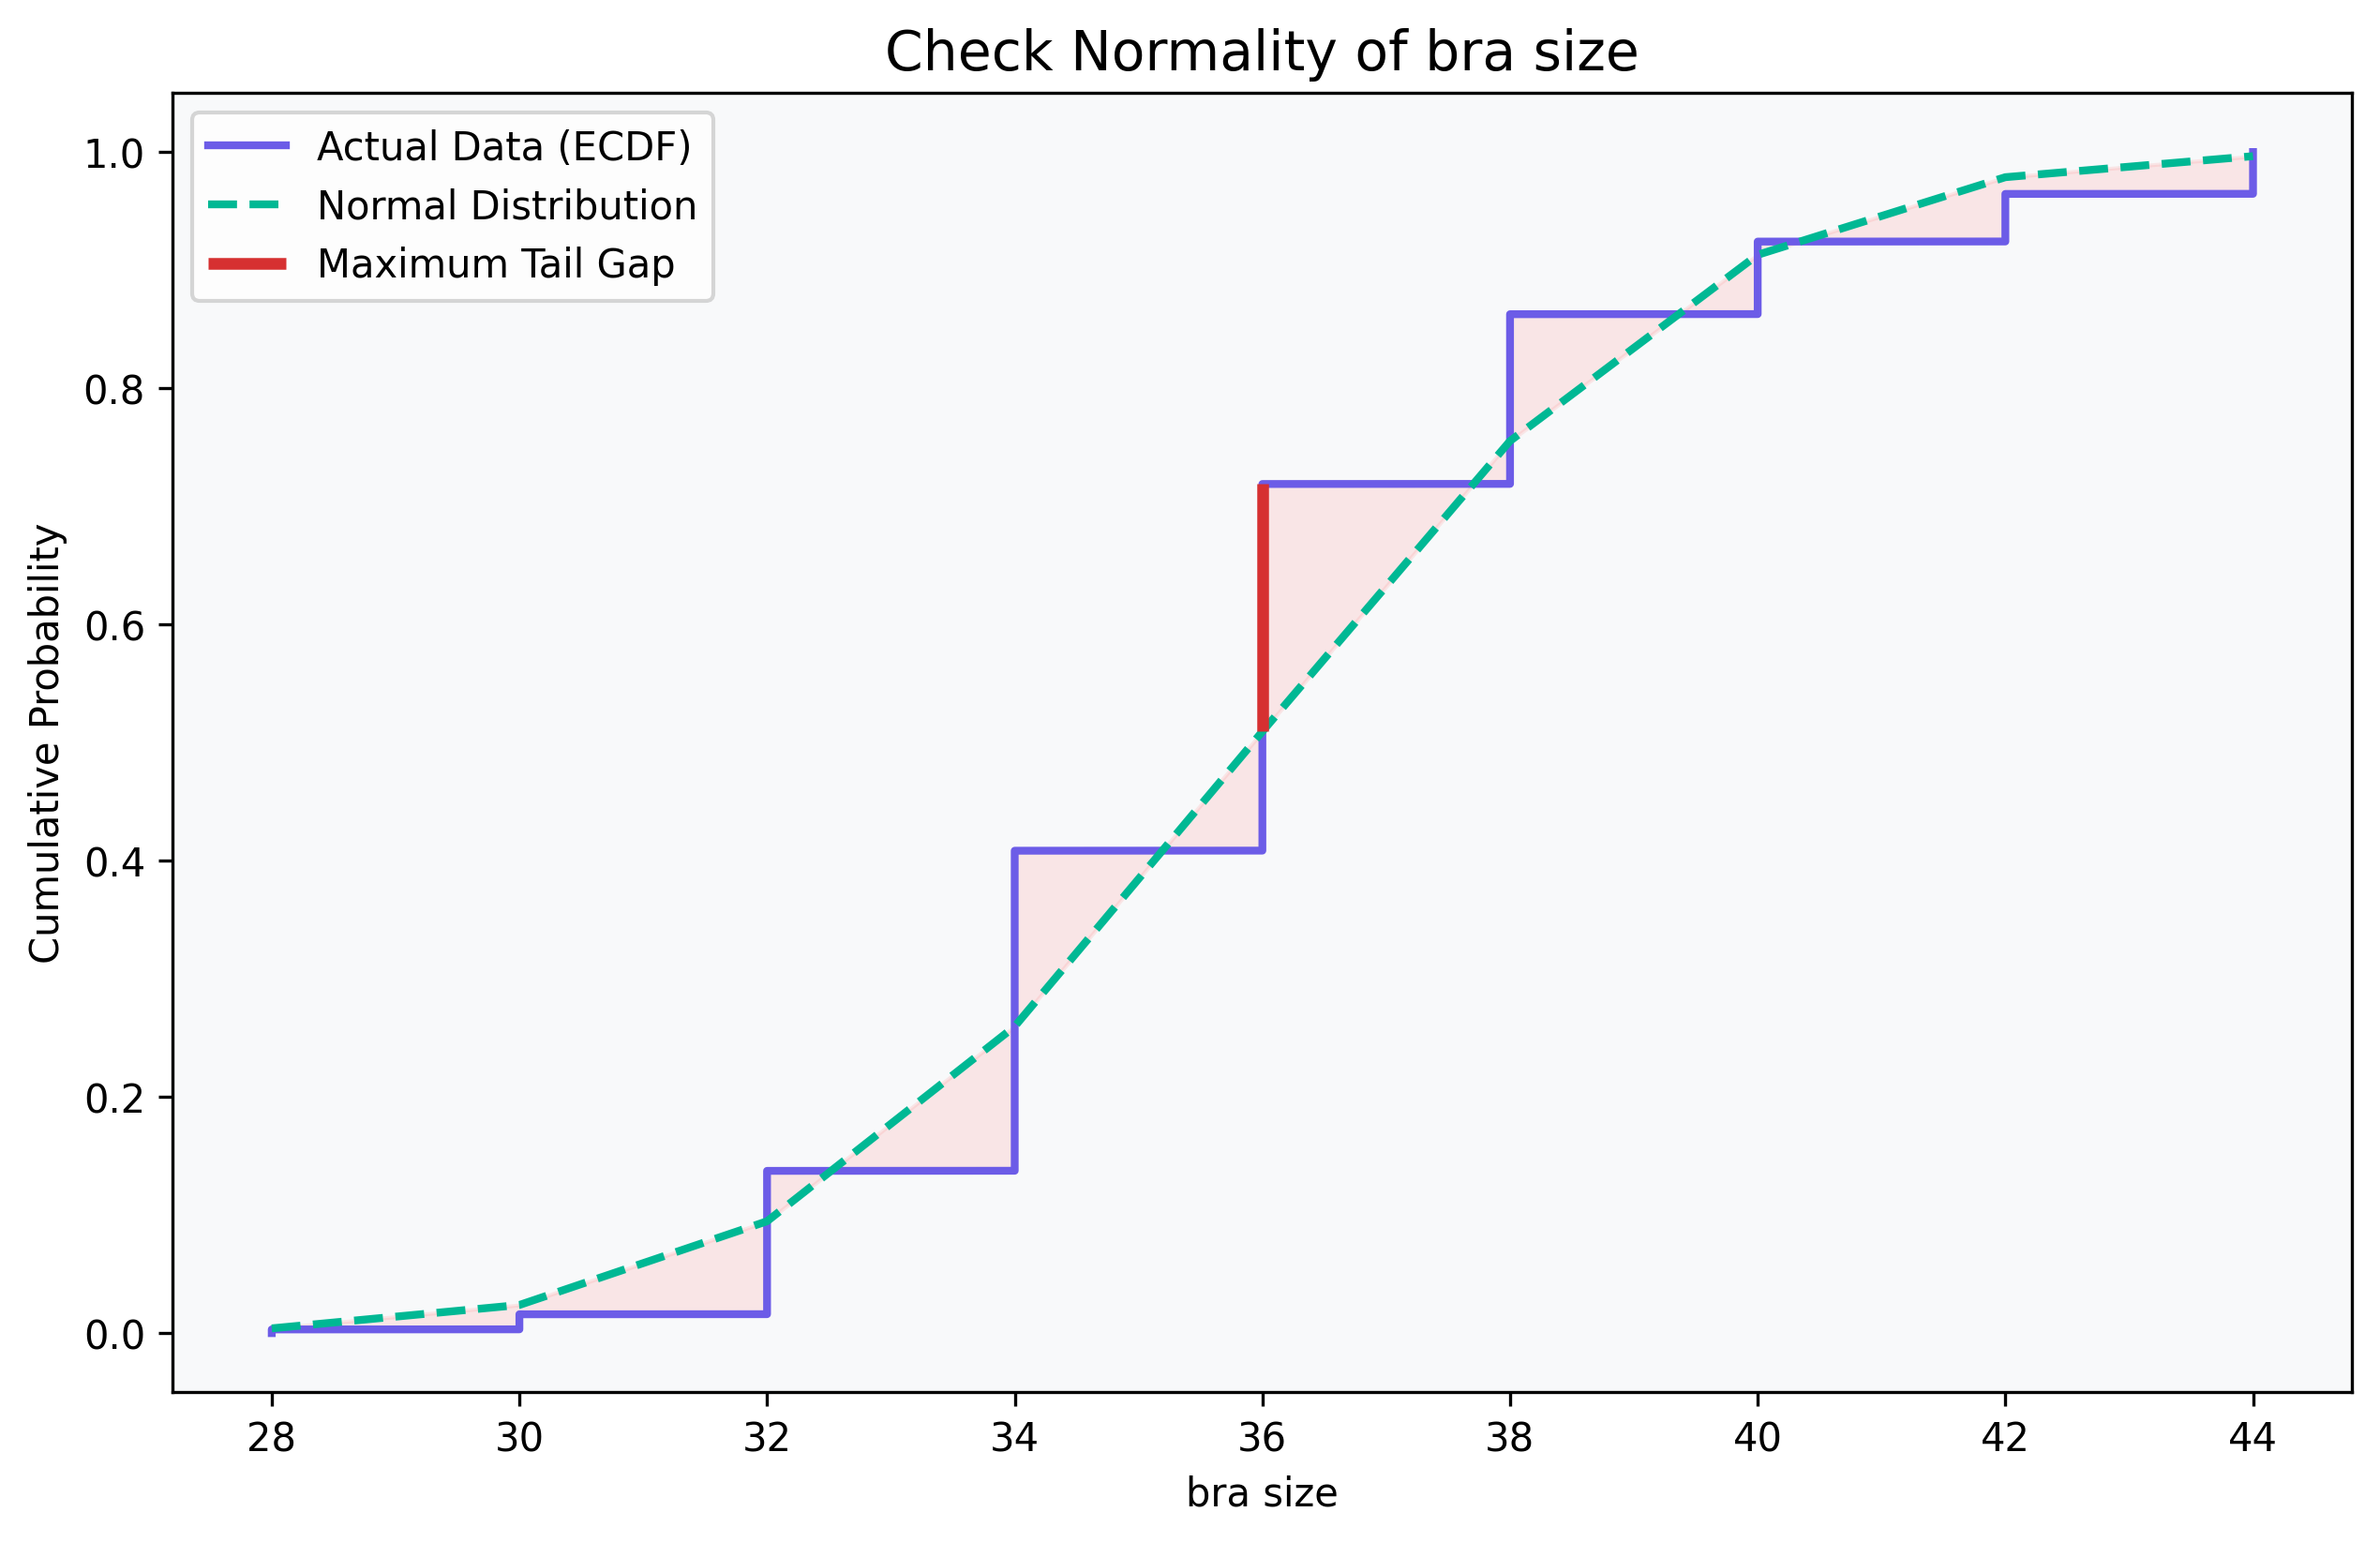 Check Normality of bra size
Actual Data (ECDF)
Normal Distribution
Maximum Tail Gap
1.0
0.8
0.6
0.4
0.2
0.0
Cumulative Probability
28 30 32 34 36 38 40 42 44
bra size